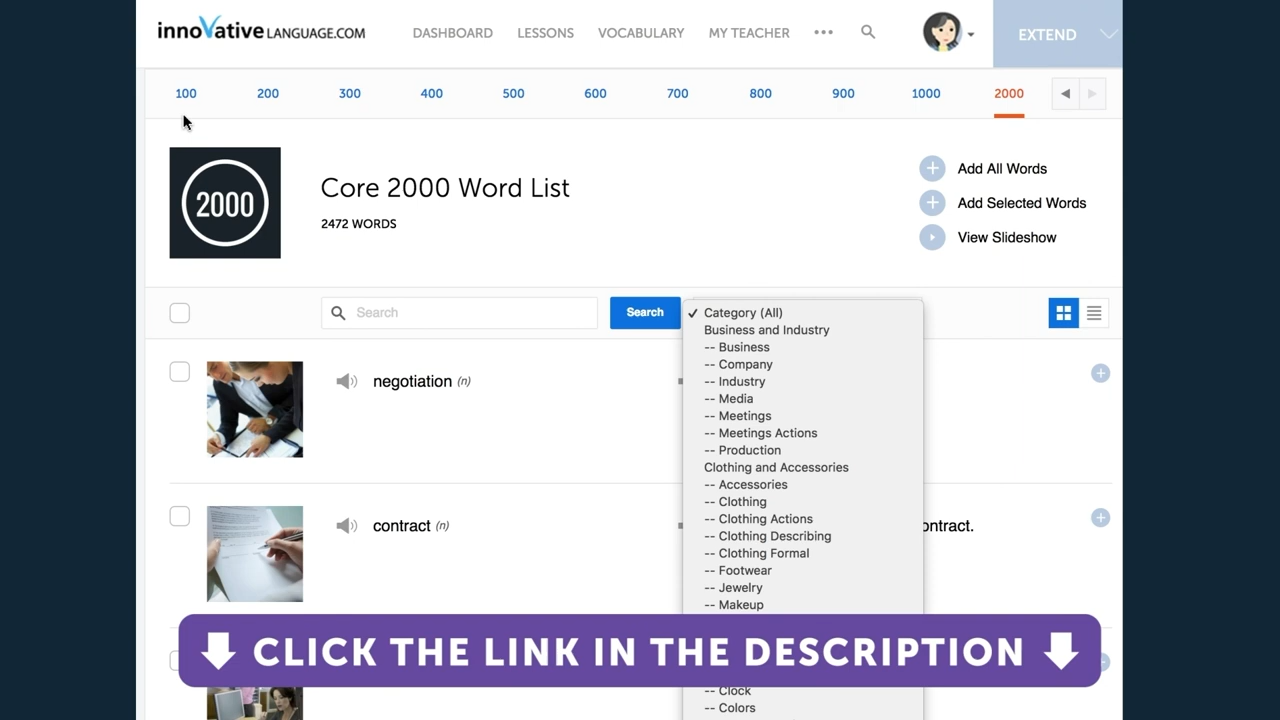 innovative LANGUAGE.COM
DASHBOARD LESSONS VOCABULARY MY TEACHER ••• EXTEND
100 200 300 400 500 600 700 800 900 1000 2000
2000
Core 2000 Word List
2472 WORDS
Add All Words
Add Selected Words
View Slideshow
Search
Search
✓ Category (All)
Business and Industry
-- Business
-- Company
-- Industry
-- Media
-- Meetings
-- Meetings Actions
-- Production
Clothing and Accessories
-- Accessories
-- Clothing
-- Clothing Actions
-- Clothing Describing
-- Clothing Formal
-- Footwear
-- Jewelry
-- Makeup
-- Clock
-- Colors
negotiation (n)
contract (n)
ontract.
CLICK THE LINK IN THE DESCRIPTION